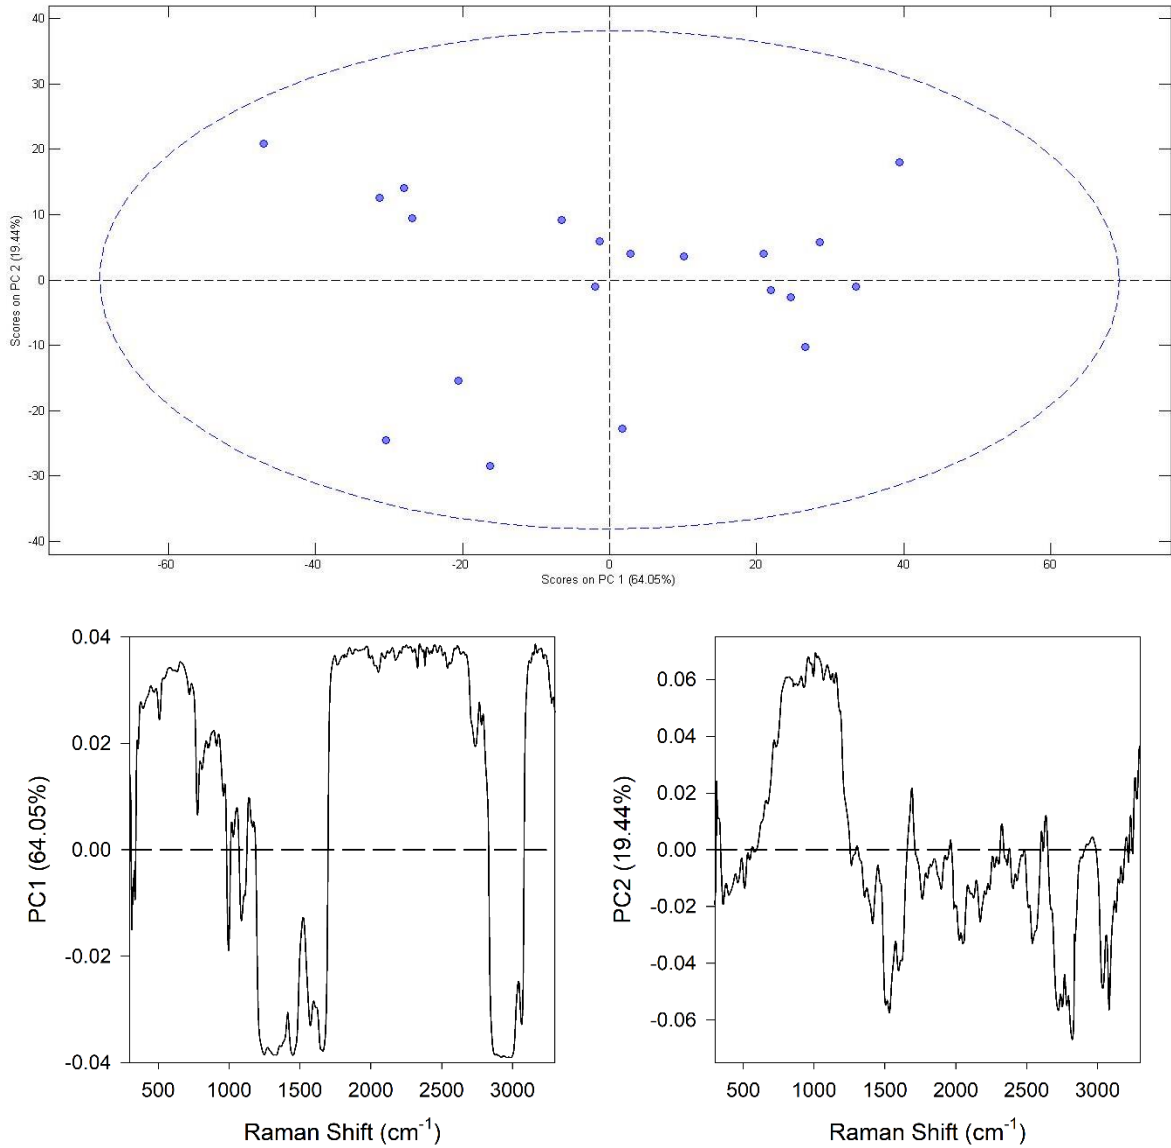 40
30
20
10
0
-10
-20
-30
-40
Scores on PC 2 (19.44%)
-60 -40 -20 0 20 40 60
Scores on PC 1 (64.05%)
0.04
0.02
0.00
-0.02
-0.04
PC1 (64.05%)
500 1000 1500 2000 2500 3000
Raman Shift (cm⁻¹)
0.06
0.04
0.02
0.00
-0.02
-0.04
-0.06
PC2 (19.44%)
500 1000 1500 2000 2500 3000
Raman Shift (cm⁻¹)